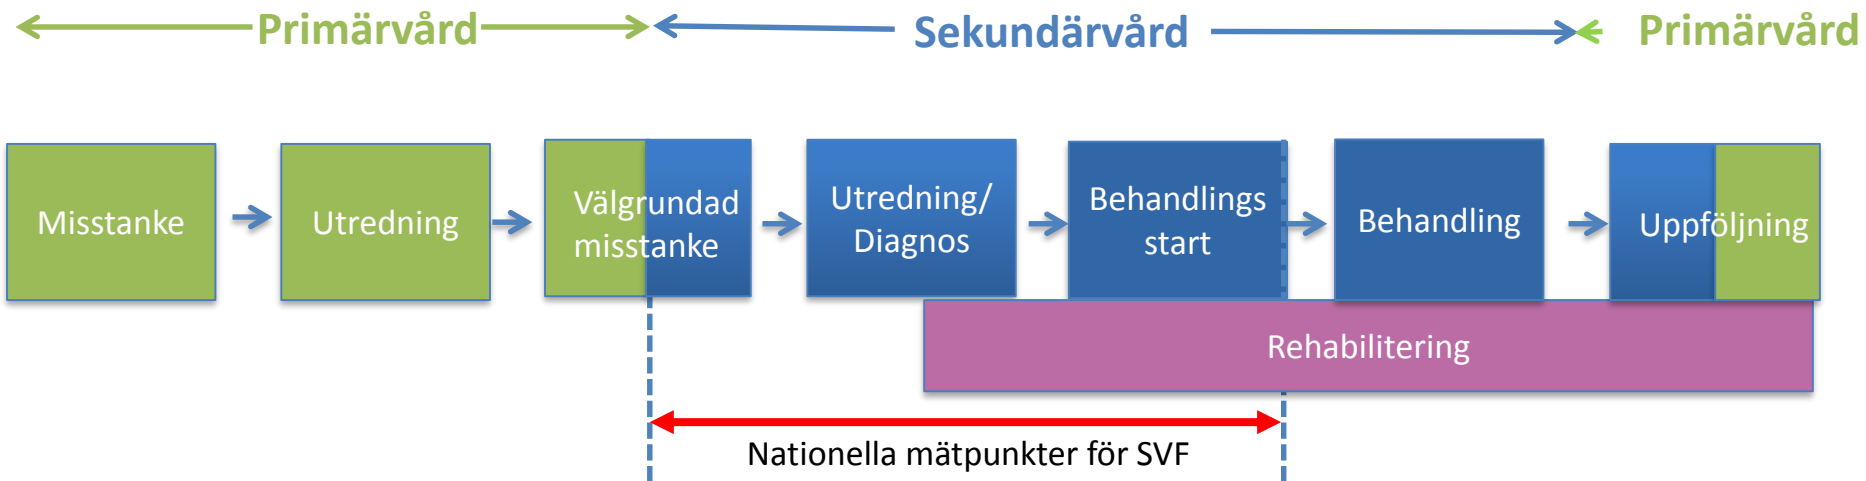 Primärvård
Sekundärvård
Primärvård
Misstanke
Utredning
Välgrundad
misstanke
Utredning/
Diagnos
Behandlings
start
Behandling
Uppföljning
Rehabilitering
Nationella mätpunkter för SVF